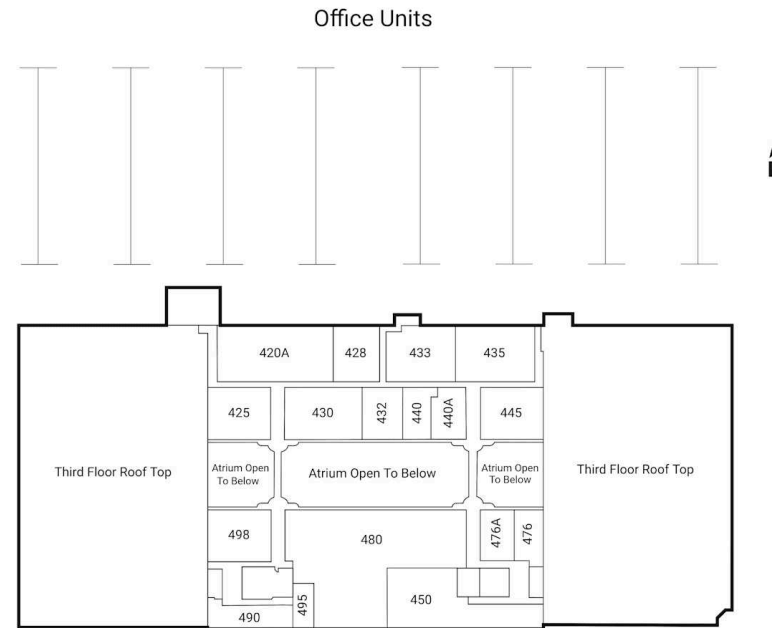 Office Units
420A
428
433
435
425
430
432
440
440A
445
Third Floor Roof Top
Atrium Open
To Below
Atrium Open To Below
Atrium Open
To Below
Third Floor Roof Top
498
480
476A
476
495
450
490